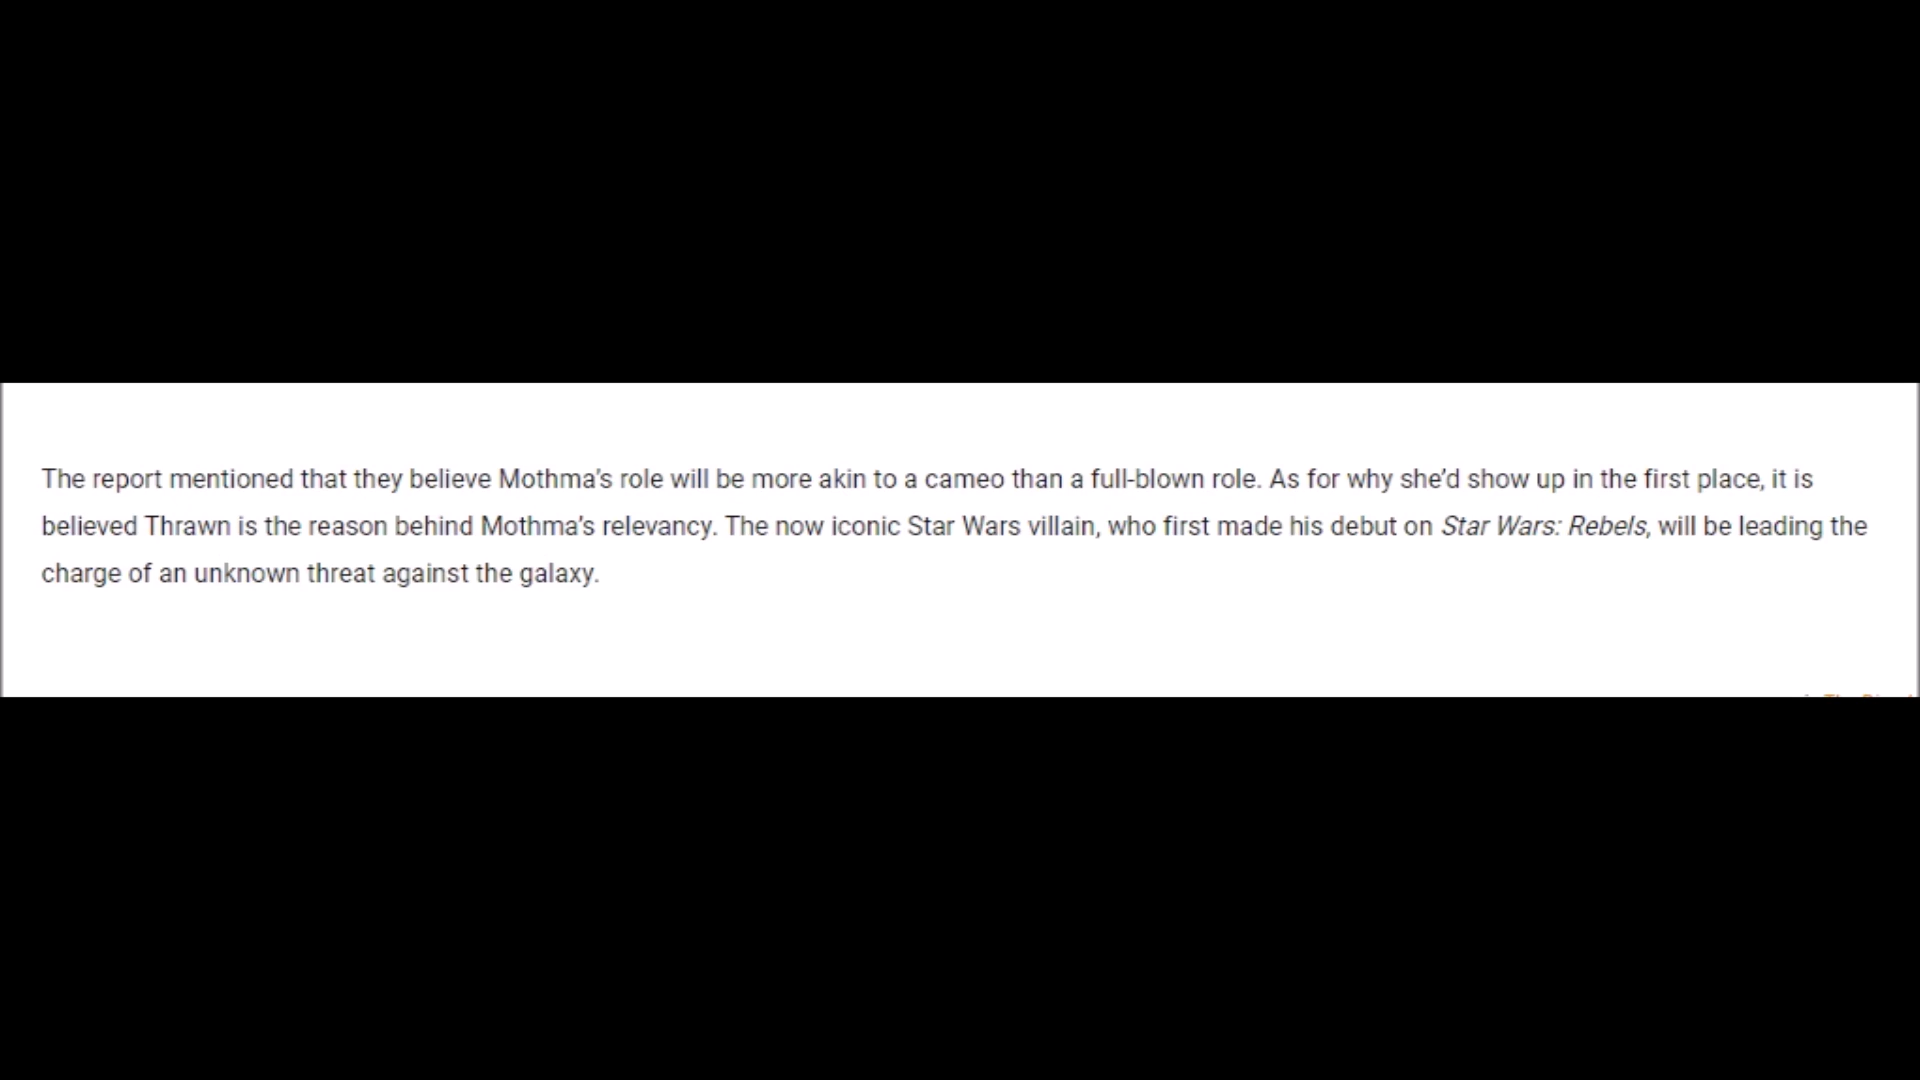 The report mentioned that they believe Mothma's role will be more akin to a cameo than a full-blown role. As for why she'd show up in the first place, it is
believed Thrawn is the reason behind Mothma's relevancy. The now iconic Star Wars villain, who first made his debut on Star Wars: Rebels, will be leading the
charge of an unknown threat against the galaxy.